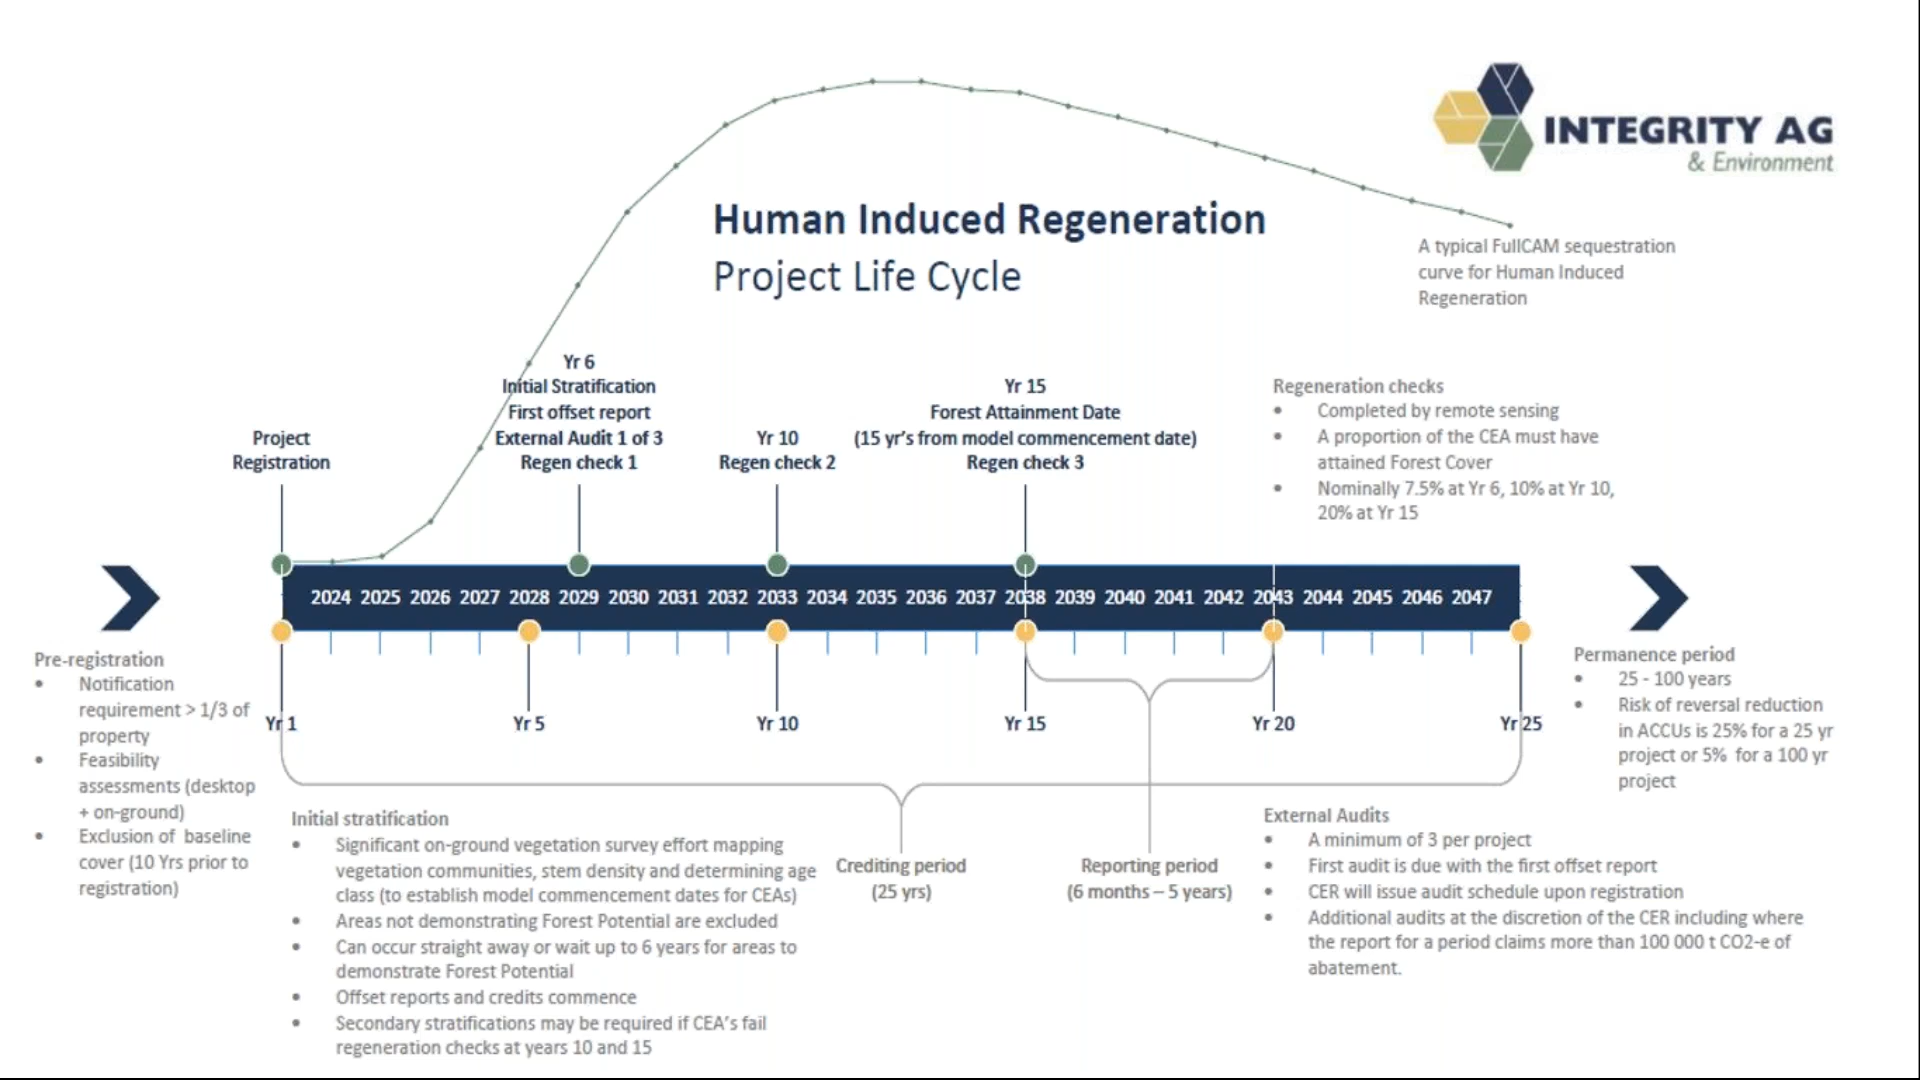 INTEGRITY AG
& Environment
Human Induced Regeneration
Project Life Cycle
A typical FullCAM sequestration
curve for Human Induced
Regeneration
Project
Registration
Yr 6
Initial Stratification
First offset report
External Audit 1 of 3
Regen check 1
Yr 10
Regen check 2
Yr 15
Forest Attainment Date
(15 yr's from model commencement date)
Regen check 3
Regeneration checks
• Completed by remote sensing
• A proportion of the CEA must have
attained Forest Cover
• Nominally 7.5% at Yr 6, 10% at Yr 10,
20% at Yr 15
2024 2025 2026 2027 2028 2029 2030 2031 2032 2033 2034 2035 2036 2037 2038 2039 2040 2041 2042 2043 2044 2045 2046 2047
Yr 1 Yr 5 Yr 10 Yr 15 Yr 20 Yr 25
Pre-registration
• Notification
requirement > 1/3 of
property
• Feasibility
assessments (desktop
+ on-ground)
• Exclusion of baseline
cover (10 Yrs prior to
registration)
Permanence period
• 25 - 100 years
• Risk of reversal reduction
in ACCUs is 25% for a 25 yr
project or 5% for a 100 yr
project
Initial stratification
• Significant on-ground vegetation survey effort mapping
vegetation communities, stem density and determining age
class (to establish model commencement dates for CEAs)
• Areas not demonstrating Forest Potential are excluded
• Can occur straight away or wait up to 6 years for areas to
demonstrate Forest Potential
• Offset reports and credits commence
• Secondary stratifications may be required if CEA's fail
regeneration checks at years 10 and 15
Crediting period
(25 yrs)
Reporting period
(6 months – 5 years)
External Audits
• A minimum of 3 per project
• First audit is due with the first offset report
• CER will issue audit schedule upon registration
• Additional audits at the discretion of the CER including where
the report for a period claims more than 100 000 t CO2-e of
abatement.